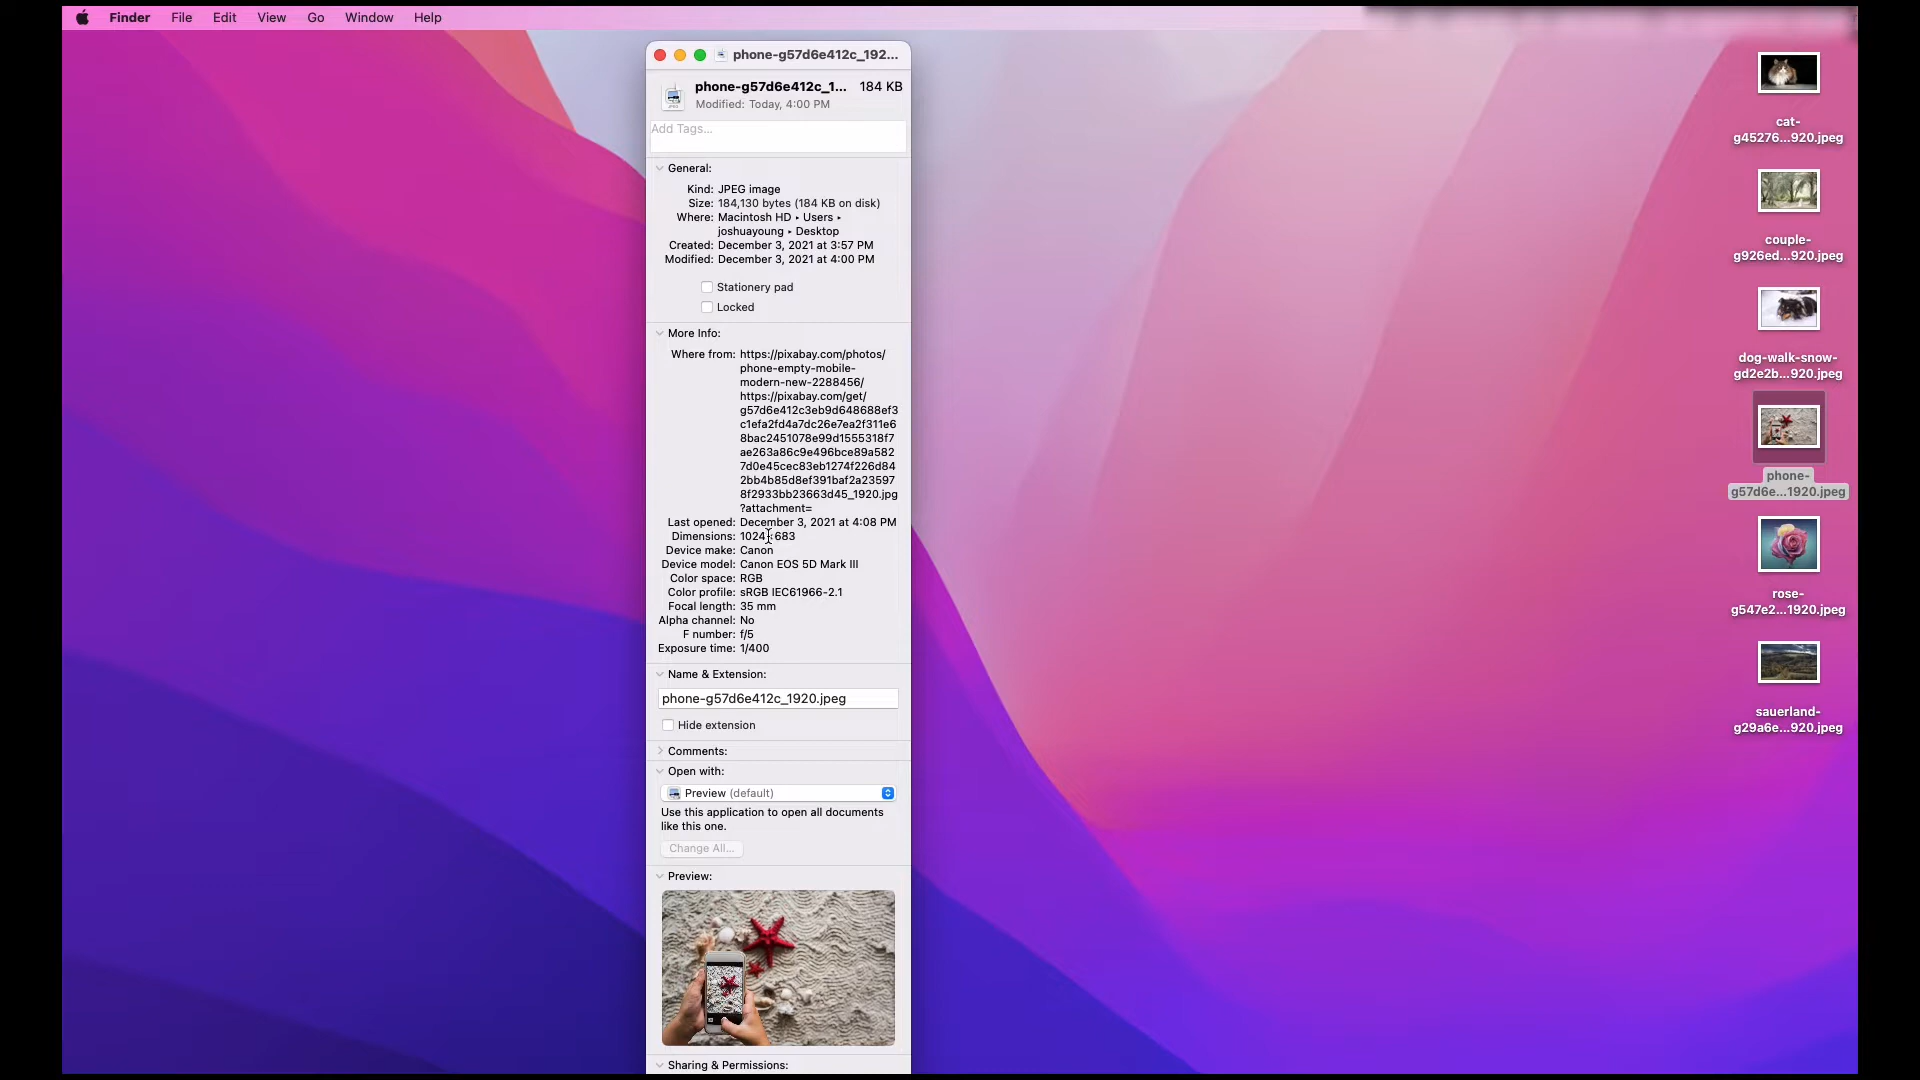 Finder File Edit View Go Window Help
phone-g57d6e412c_192...
phone-g57d6e412c_1... 184 KB
Modified: Today, 4:00 PM
Add Tags...
General:
Kind: JPEG image
Size: 184,130 bytes (184 KB on disk)
Where: Macintosh HD ▸ Users ▸
joshuayoung ▸ Desktop
Created: December 3, 2021 at 3:57 PM
Modified: December 3, 2021 at 4:00 PM
Stationery pad
Locked
More Info:
Where from: https://pixabay.com/photos/
phone-empty-mobile-
modern-new-2288456/
https://pixabay.com/get/
g57d6e412c3eb9d648688ef3
c1efa2fd4a7dc26e7ea2f311e6
8bac2451078e99d1555318f7
ae263a86c9e496bce89a582
7d0e45cec83eb1274f226d84
2bb4b85d8ef391baf2a23597
8f2933bb23663d45_1920.jpg
?attachment=
Last opened: December 3, 2021 at 4:08 PM
Dimensions: 1024×683
Device make: Canon
Device model: Canon EOS 5D Mark III
Color space: RGB
Color profile: sRGB IEC61966-2.1
Focal length: 35 mm
Alpha channel: No
F number: f/5
Exposure time: 1/400
Name & Extension:
phone-g57d6e412c_1920.jpeg
Hide extension
Comments:
Open with:
Preview (default)
Use this application to open all documents
like this one.
Change All...
Preview:
Sharing & Permissions:
cat-
g45276...920.jpeg
couple-
g926ed...920.jpeg
dog-walk-snow-
gd2e2b...920.jpeg
phone-
g57d6e...1920.jpeg
rose-
g547e2...1920.jpeg
sauerland-
g29a6e...920.jpeg